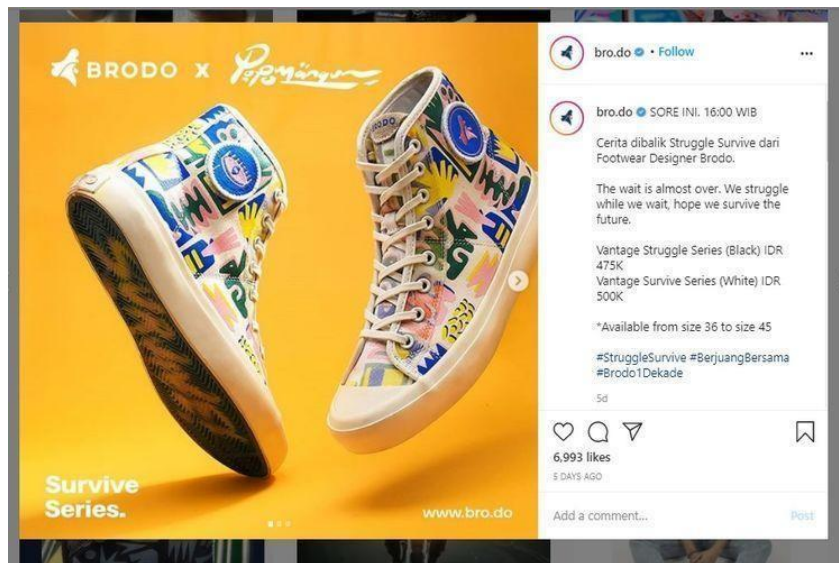 BRODO X Popomangun
BRODO
Survive
Series.
www.bro.do
bro.do • Follow
bro.do SORE INI. 16:00 WIB
Cerita dibalik Struggle Survive dari
Footwear Designer Brodo.
The wait is almost over. We struggle
while we wait, hope we survive the
future.
Vantage Struggle Series (Black) IDR
475K
Vantage Survive Series (White) IDR
500K
*Available from size 36 to size 45
#StruggleSurvive #BerjuangBersama
#Brodo1Dekade
5d
6,993 likes
5 DAYS AGO
Add a comment...
Post